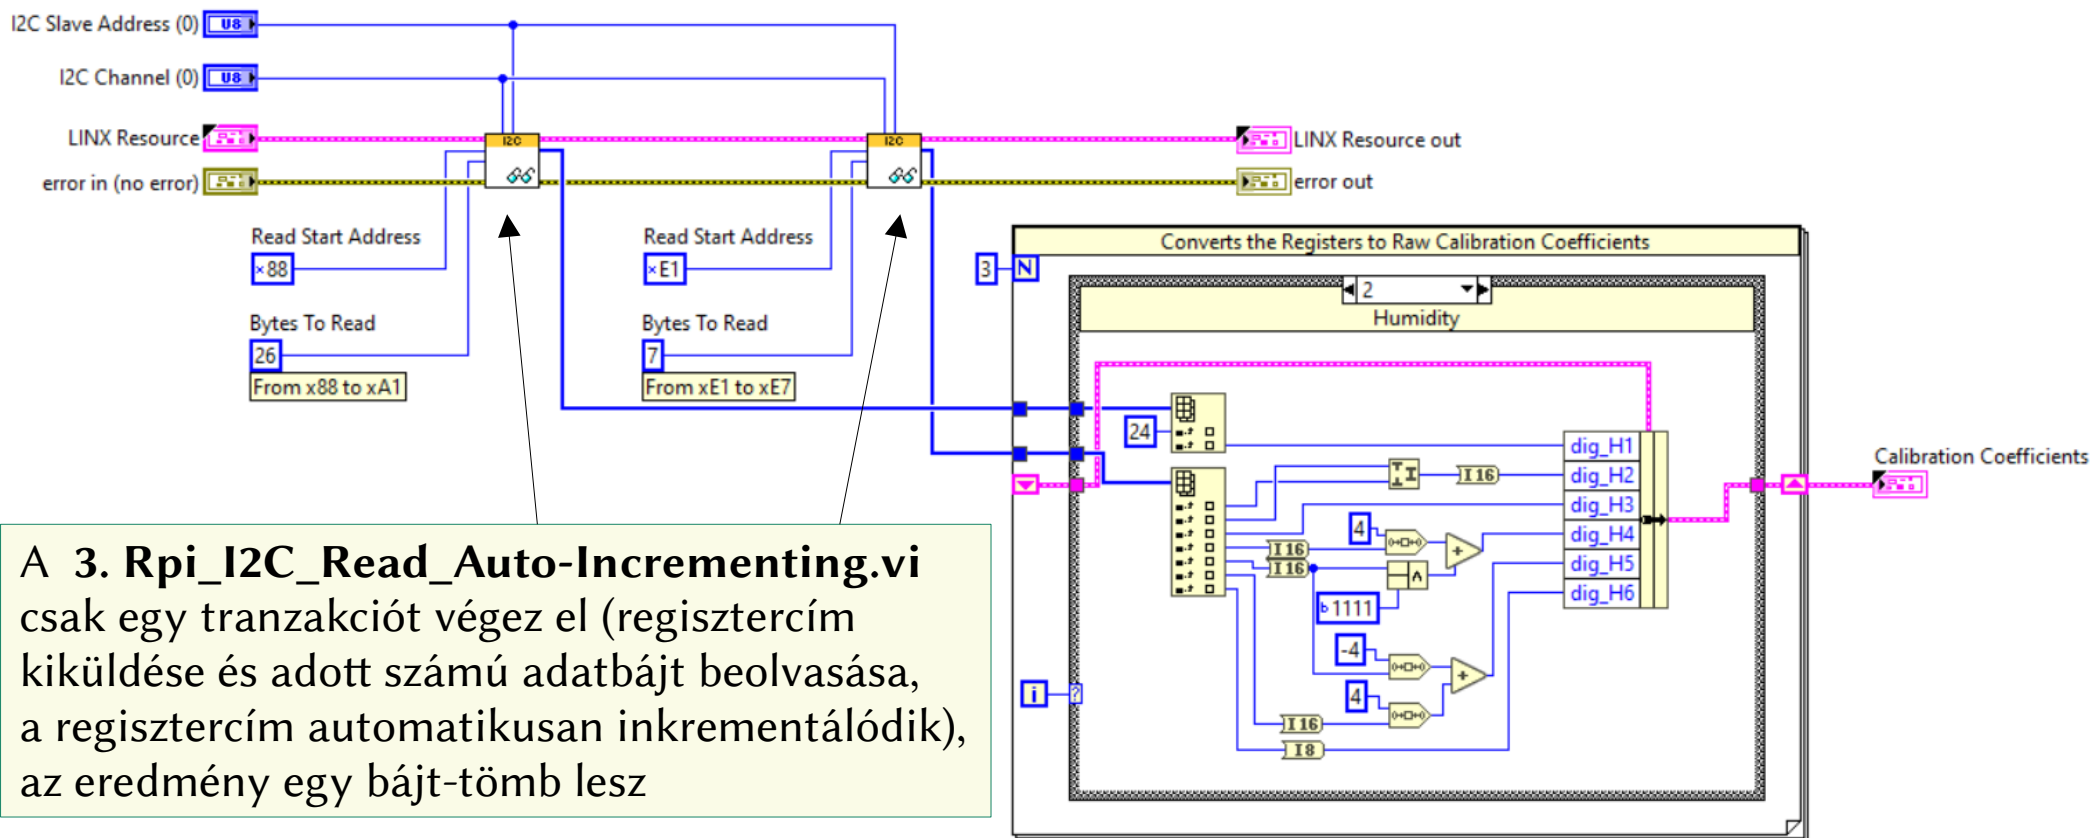 I2C Slave Address (0)
U8
I2C Channel (0)
U8
LINX Resource
error in (no error)
I2C
I2C
LINX Resource out
error out
Read Start Address
×88
Read Start Address
×E1
Bytes To Read
26
From x88 to xA1
Bytes To Read
7
From xE1 to xE7
Converts the Registers to Raw Calibration Coefficients
3
N
2
Humidity
24
dig_H1
I16
dig_H2
dig_H3
4
I16
dig_H4
I16
dig_H5
b 1111
dig_H6
-4
4
I16
I8
i
?
Calibration Coefficients
A 3. Rpi_I2C_Read_Auto-Incrementing.vi
csak egy tranzakciót végez el (regisztercím
kiküldése és adott számú adatbájt beolvasása,
a regisztercím automatikusan inkrementálódik),
az eredmény egy bájt-tömb lesz